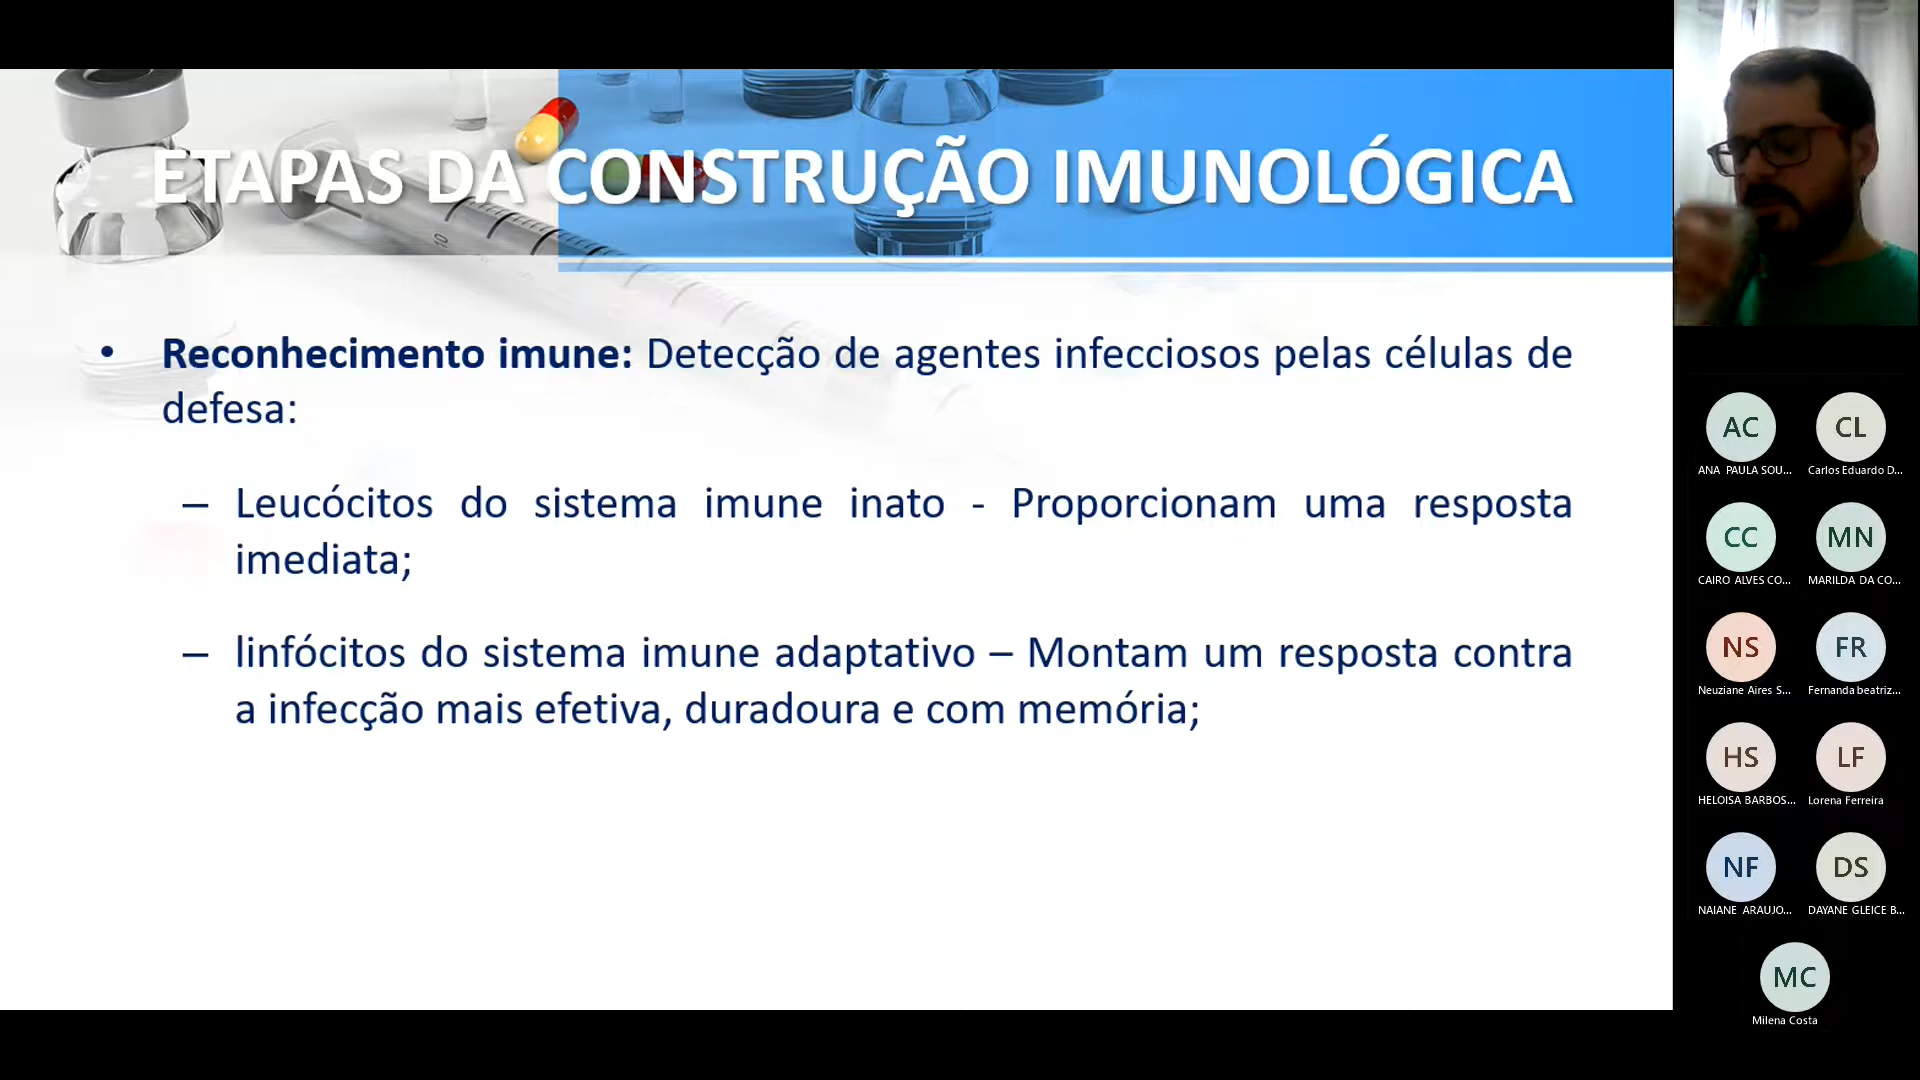 ETAPAS DA CONSTRUÇÃO IMUNOLÓGICA
• Reconhecimento imune: Detecção de agentes infecciosos pelas células de
defesa:
– Leucócitos do sistema imune inato - Proporcionam uma resposta
imediata;
– linfócitos do sistema imune adaptativo – Montam um resposta contra
a infecção mais efetiva, duradoura e com memória;
10
AC
ANA PAULA SOU...
CL
Carlos Eduardo D...
CC
CAIRO ALVES CO...
MN
MARILDA DA CO...
NS
Neuziane Aires S...
FR
Fernanda beatriz...
HS
HELOISA BARBOS...
LF
Lorena Ferreira
NF
NAIANE ARAUJO...
DS
DAYANE GLEICE B...
MC
Milena Costa